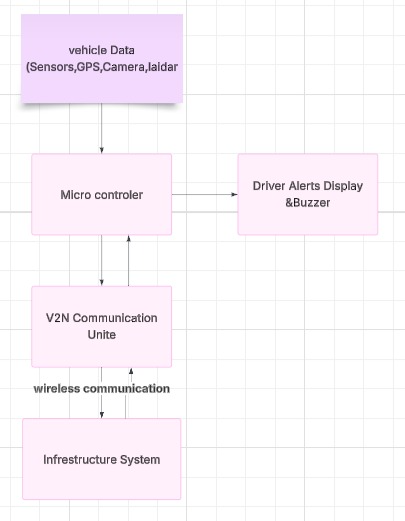 vehicle Data
(Sensors,GPS,Camera,laidar
Micro controler
Driver Alerts Display
&Buzzer
V2N Communication
Unite
wireless communication
Infrestructure System